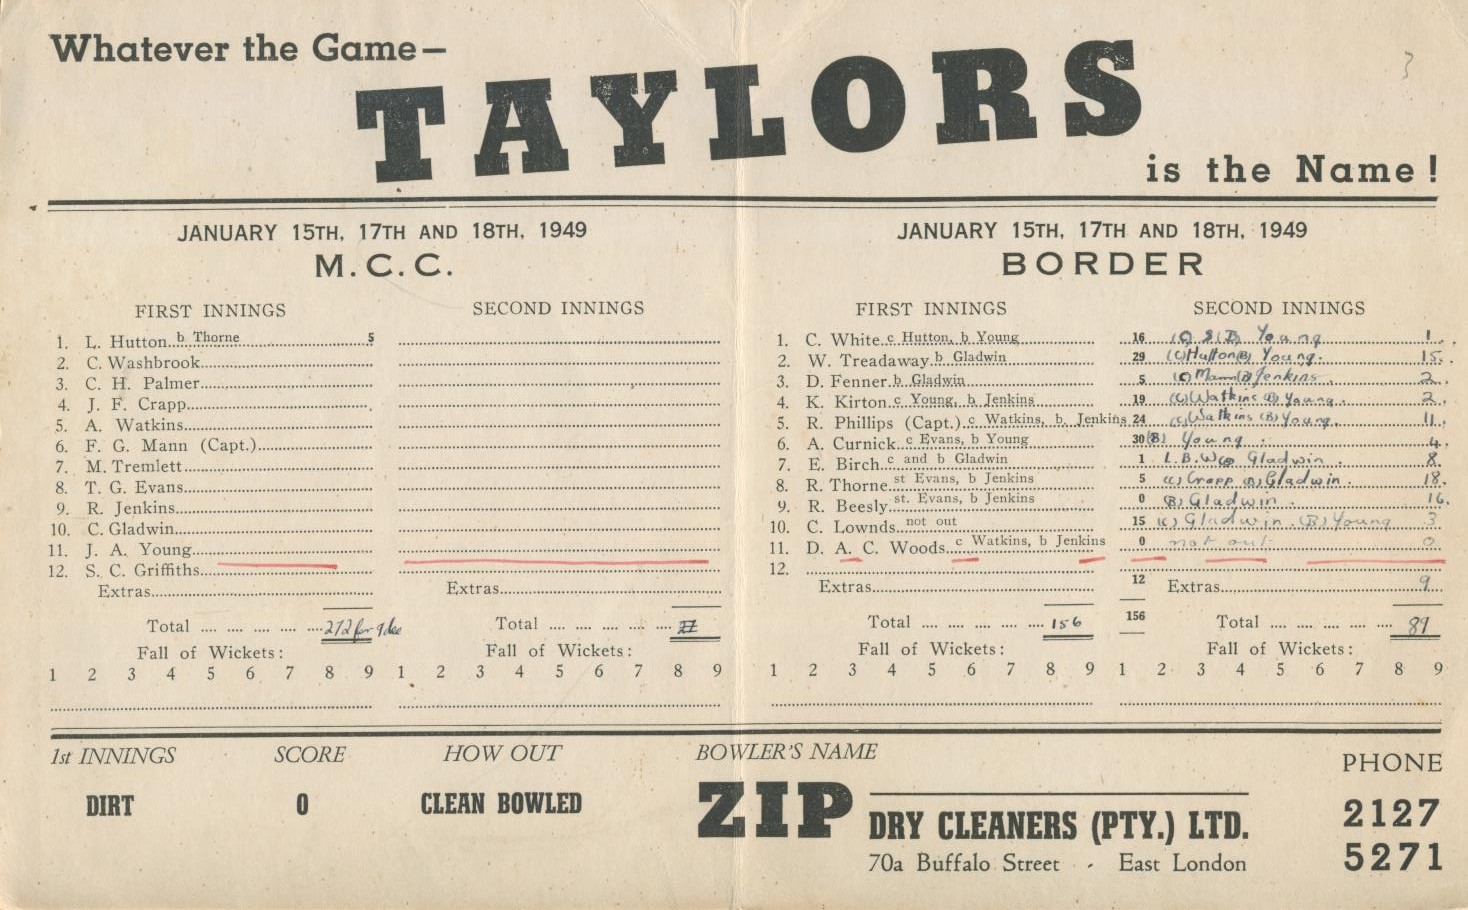 Whatever the Game—
TAYLORS
is the Name!
JANUARY 15TH, 17TH AND 18TH, 1949
M.C.C.
FIRST INNINGS SECOND INNINGS
1. L. Hutton b Thorne 5
2. C. Washbrook
3. C. H. Palmer
4. J. F. Crapp
5. A. Watkins
6. F. G. Mann (Capt.)
7. M. Tremlett
8. T. G. Evans
9. R. Jenkins
10. C. Gladwin
11. J. A. Young
12. S. C. Griffiths
Extras Extras
Total .... .... .... .... 272 for 9 dec Total .... .... .... ....
Fall of Wickets: Fall of Wickets:
1 2 3 4 5 6 7 8 9 1 2 3 4 5 6 7 8 9
JANUARY 15TH, 17TH AND 18TH, 1949
BORDER
FIRST INNINGS SECOND INNINGS
1. C. White c Hutton, b Young 16 (C) & (B) Young 1
2. W. Treadaway b Gladwin 29 (C) Hutton (B) Young 15
3. D. Fenner b Gladwin 5 (C) Mann (B) Jenkins 2
4. K. Kirton c Young, b Jenkins 19 (C) Watkins (B) Young 2
5. R. Phillips (Capt.) c Watkins, b. Jenkins 24 (C) Watkins (B) Young 11
6. A. Curnick c Evans, b Young 30 (B) Young 4
7. E. Birch c and b Gladwin 1 L.B.W. (B) Gladwin 8
8. R. Thorne st Evans, b Jenkins 5 (C) Crapp (B) Gladwin 18
9. R. Beesly st. Evans, b Jenkins 0 (B) Gladwin 16
10. C. Lownds not out 15 (C) Gladwin (B) Young 3
11. D. A. C. Woods c Watkins, b Jenkins 0 not out 0
12.
Extras 12 Extras 9
Total .... .... .... .... 156 156 Total .... .... .... .... 89
Fall of Wickets: Fall of Wickets:
1 2 3 4 5 6 7 8 9 1 2 3 4 5 6 7 8 9
1st INNINGS SCORE HOW OUT BOWLER'S NAME
DIRT 0 CLEAN BOWLED ZIP DRY CLEANERS (PTY.) LTD.
70a Buffalo Street - East London
PHONE
2127
5271